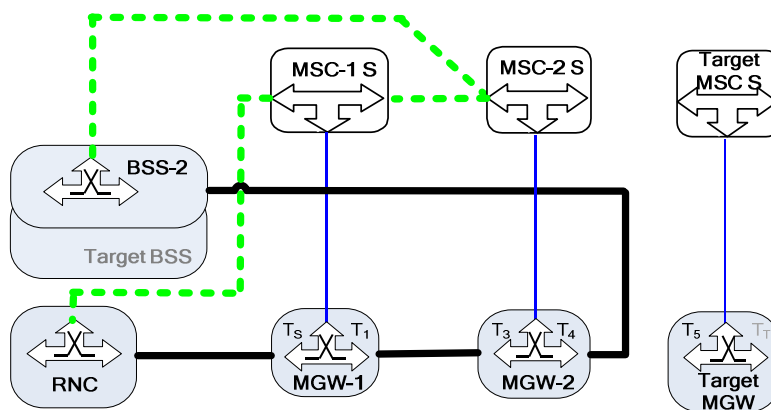 MSC-1 S
MSC-2 S
Target
MSC S
BSS-2
Target BSS
RNC
TS
T1
MGW-1
T3
T4
MGW-2
T5
TT
Target
MGW